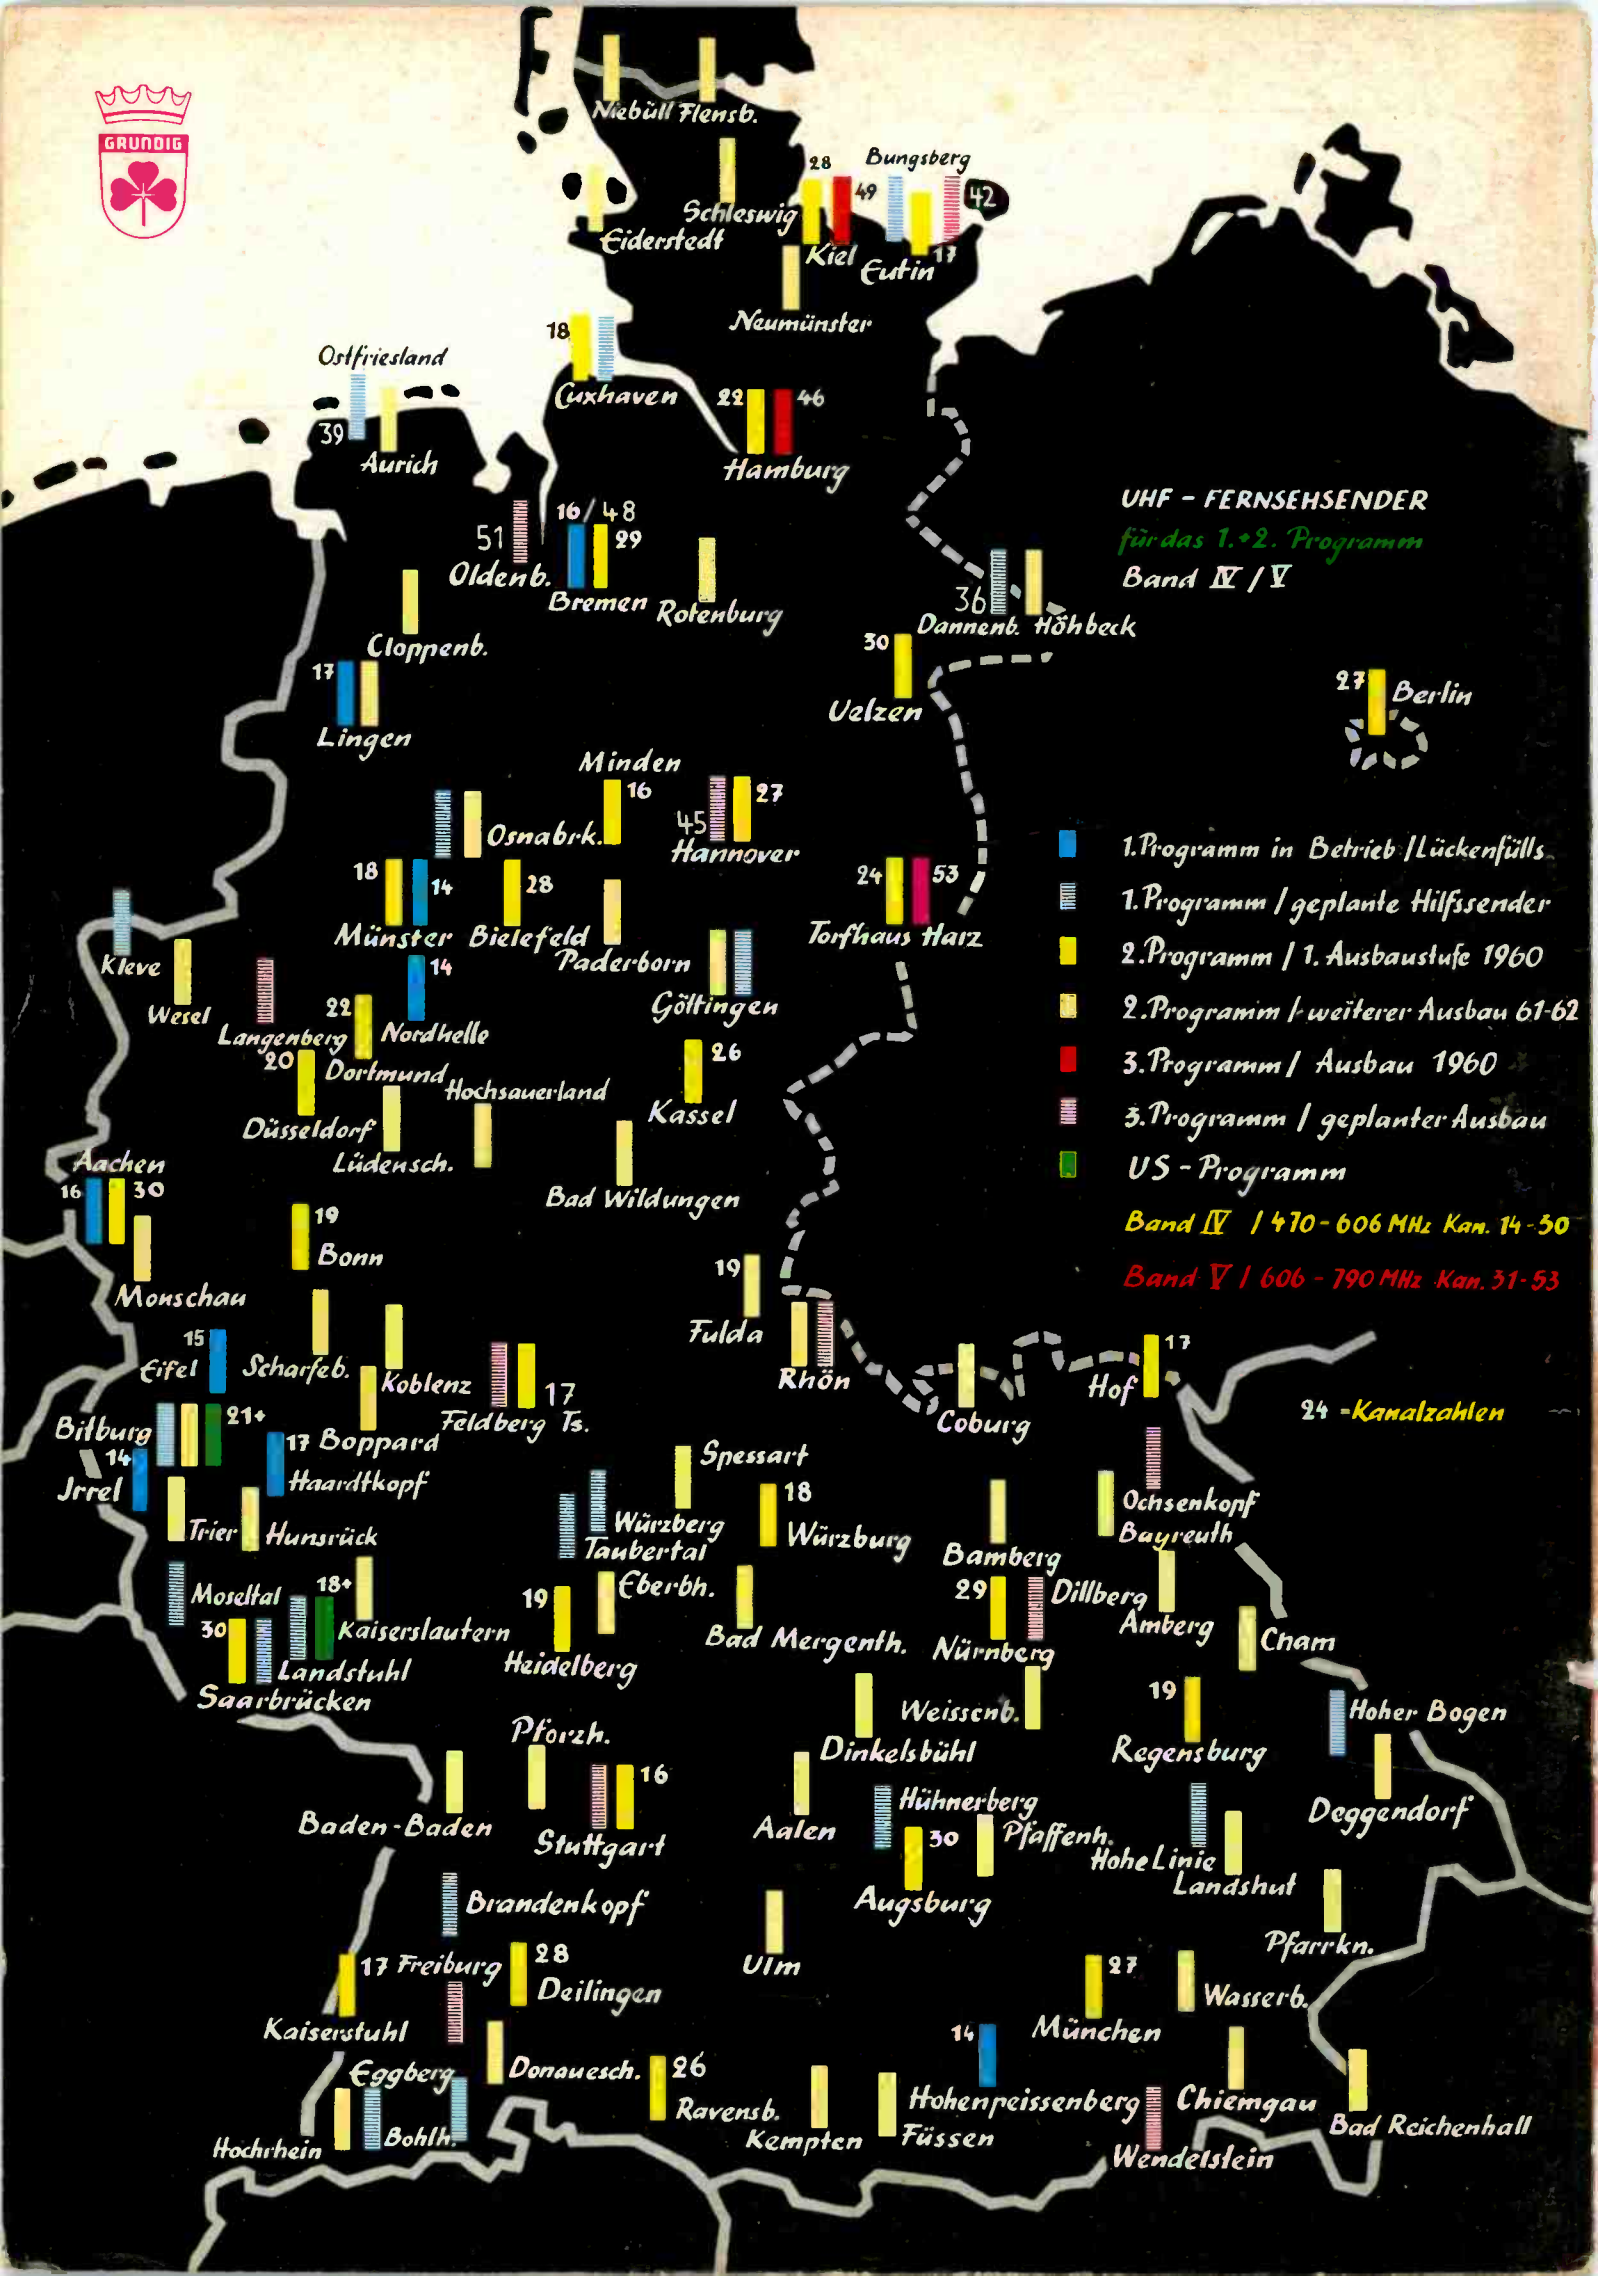 GRUNDIG
Niebüll Flensb.
Schleswig
Eiderstedt
28
49
Kiel
Bungsberg
42
17
Eutin
Neumünster
18
Cuxhaven
Ostfriesland
39
Aurich
22
46
Hamburg
UHF - FERNSEHSENDER
für das 1.+2. Programm
Band IV / V
51
Oldenb.
16 / 48
29
Bremen
Rotenburg
36
Dannenb. Höhbeck
Cloppenb.
30
Uelzen
27
Berlin
17
Lingen
Minden
16
Osnabrk.
45
27
Hannover
1.Programm in Betrieb / Lückenfülls.
1.Programm / geplante Hilfssender
2.Programm / 1. Ausbaustufe 1960
2.Programm / weiterer Ausbau 61-62
3.Programm / Ausbau 1960
3.Programm / geplanter Ausbau
US - Programm
Band IV / 470 - 606 MHz Kan. 14 - 30
Band V / 606 - 790 MHz Kan. 31 - 53
24 = Kanalzahlen
18
14
Münster
28
Bielefeld
Paderborn
24
53
Torfhaus Harz
Göttingen
Kleve
Wesel
Langenberg
14
Nordhelle
22
Dortmund
20
Düsseldorf
Lüdensch.
Hochsauerland
26
Kassel
Bad Wildungen
Aachen
16
30
Monschau
19
Bonn
19
Fulda
Rhön
15
Eifel
Scharfeb.
Koblenz
17
Feldberg Ts.
Coburg
17
Hof
Bitburg
21+
14
Jrrel
17
Boppard
Haardtkopf
Trier
Hunsrück
Spessart
18
Würzburg
Würzberg
Taubertal
Ochsenkopf
Bayreuth
Bamberg
Moseltal
18+
Kaiserslautern
30
Landstuhl
Saarbrücken
19
Heidelberg
Eberbh.
Bad Mergenth.
29
Nürnberg
Dillberg
Amberg
Cham
Weissenb.
Dinkelsbühl
19
Regensburg
Hoher Bogen
Deggendorf
Pforzh.
Baden-Baden
16
Stuttgart
Aalen
Hühnerberg
30
Augsburg
Pfaffenh.
Hohe Linie
Landshut
Pfarrkn.
Brandenkopf
Ulm
17
Kaiserstuhl
Freiburg
28
Deilingen
27
München
Wasserb.
Donauesch.
Eggberg
26
Ravensb.
14
Hohenpeissenberg
Chiemgau
Bad Reichenhall
Hochrhein
Bohlh.
Kempten
Füssen
Wendelstein